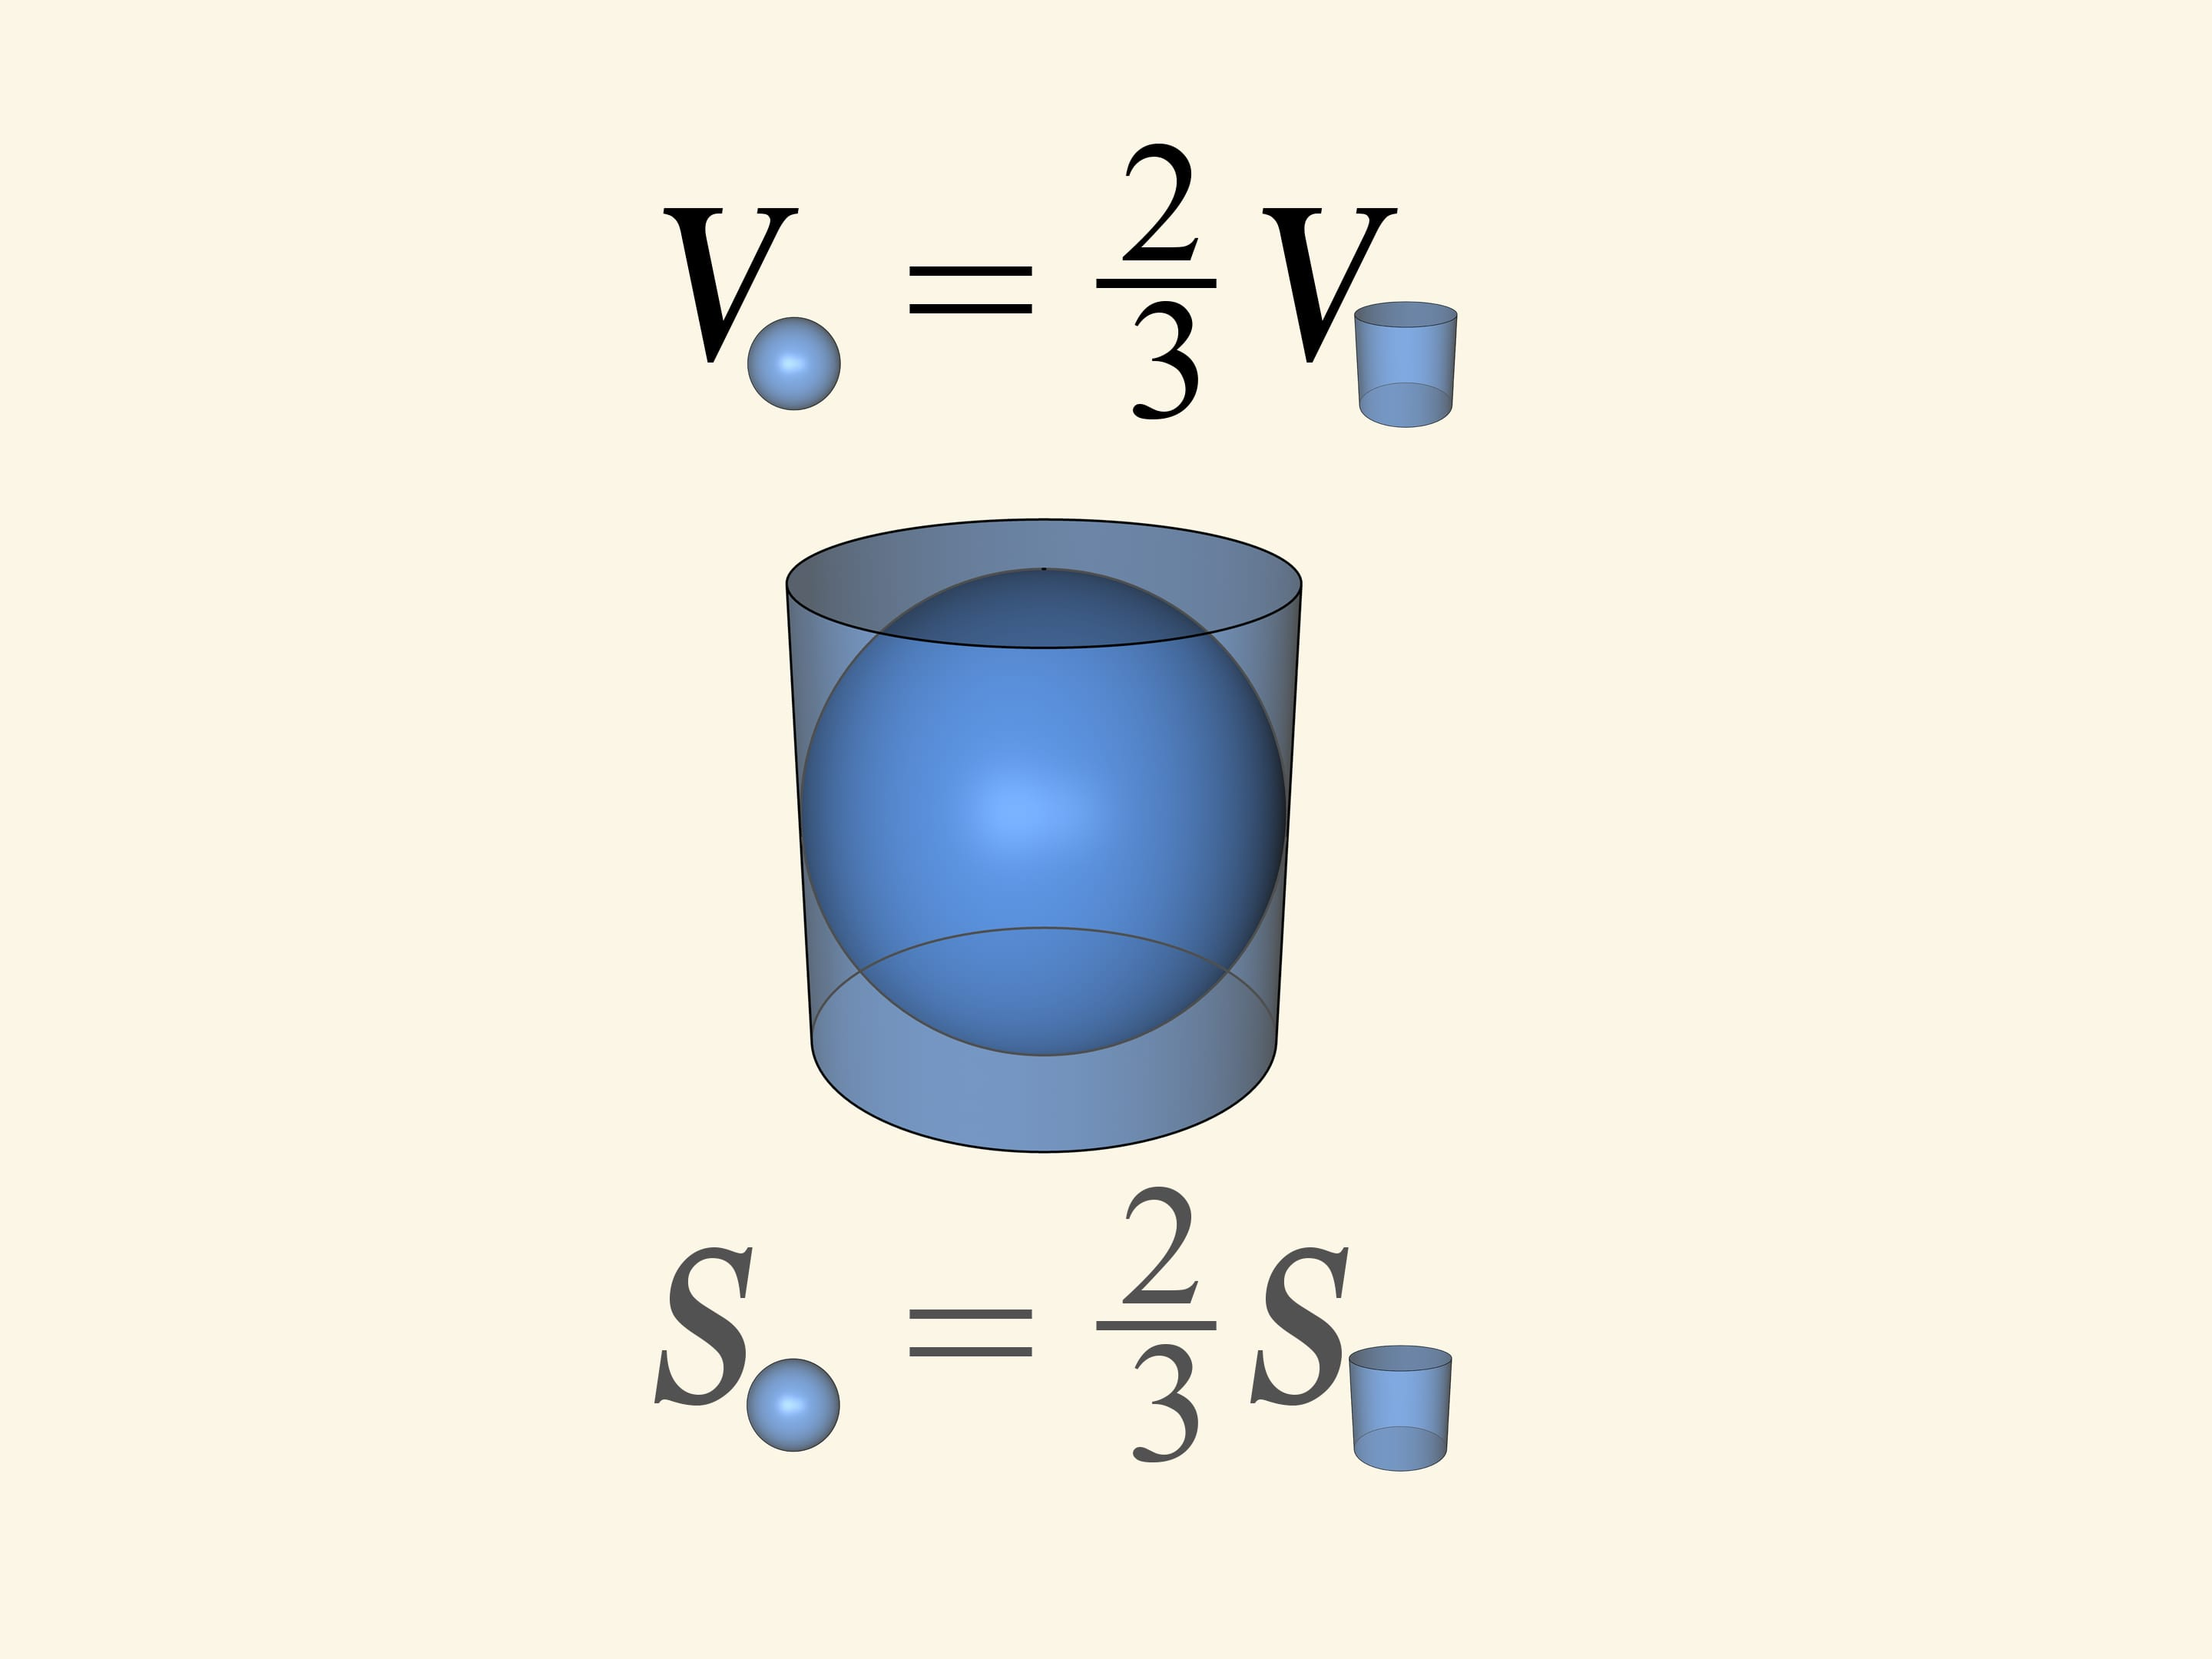 V = 2/3 V
S = 2/3 S